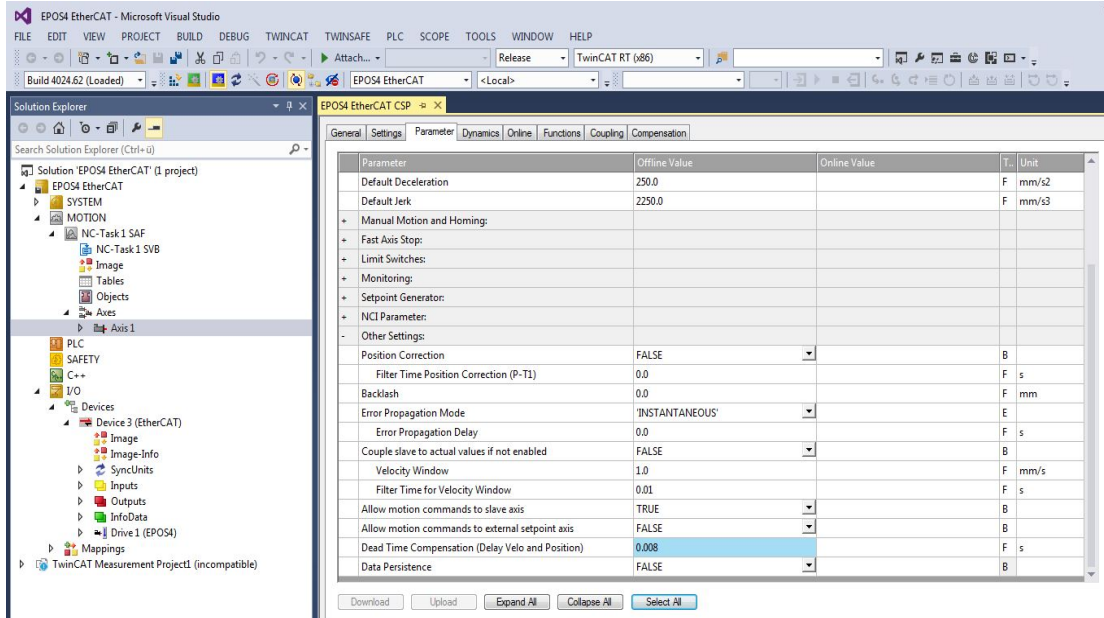 EPOS4 EtherCAT - Microsoft Visual Studio
FILE EDIT VIEW PROJECT BUILD DEBUG TWINCAT TWINSAFE PLC SCOPE TOOLS WINDOW HELP
Attach... Release TwinCAT RT (x86)
Build 4024.62 (Loaded) EPOS4 EtherCAT <Local>
Solution Explorer
Search Solution Explorer (Ctrl+ü)
Solution 'EPOS4 EtherCAT' (1 project)
EPOS4 EtherCAT
SYSTEM
MOTION
NC-Task 1 SAF
NC-Task 1 SVB
Image
Tables
Objects
Axes
Axis 1
PLC
SAFETY
C++
I/O
Devices
Device 3 (EtherCAT)
Image
Image-Info
SyncUnits
Inputs
Outputs
InfoData
Drive 1 (EPOS4)
Mappings
TwinCAT Measurement Project1 (incompatible)
EPOS4 EtherCAT CSP
General Settings Parameter Dynamics Online Functions Coupling Compensation
Parameter Offline Value Online Value T.. Unit
Default Deceleration 250.0 F mm/s2
Default Jerk 2250.0 F mm/s3
+ Manual Motion and Homing:
+ Fast Axis Stop:
+ Limit Switches:
+ Monitoring:
+ Setpoint Generator:
+ NCI Parameter:
- Other Settings:
Position Correction FALSE B
Filter Time Position Correction (P-T1) 0.0 F s
Backlash 0.0 F mm
Error Propagation Mode 'INSTANTANEOUS' E
Error Propagation Delay 0.0 F s
Couple slave to actual values if not enabled FALSE B
Velocity Window 1.0 F mm/s
Filter Time for Velocity Window 0.01 F s
Allow motion commands to slave axis TRUE B
Allow motion commands to external setpoint axis FALSE B
Dead Time Compensation (Delay Velo and Position) 0.008 F s
Data Persistence FALSE B
Download Upload Expand All Collapse All Select All